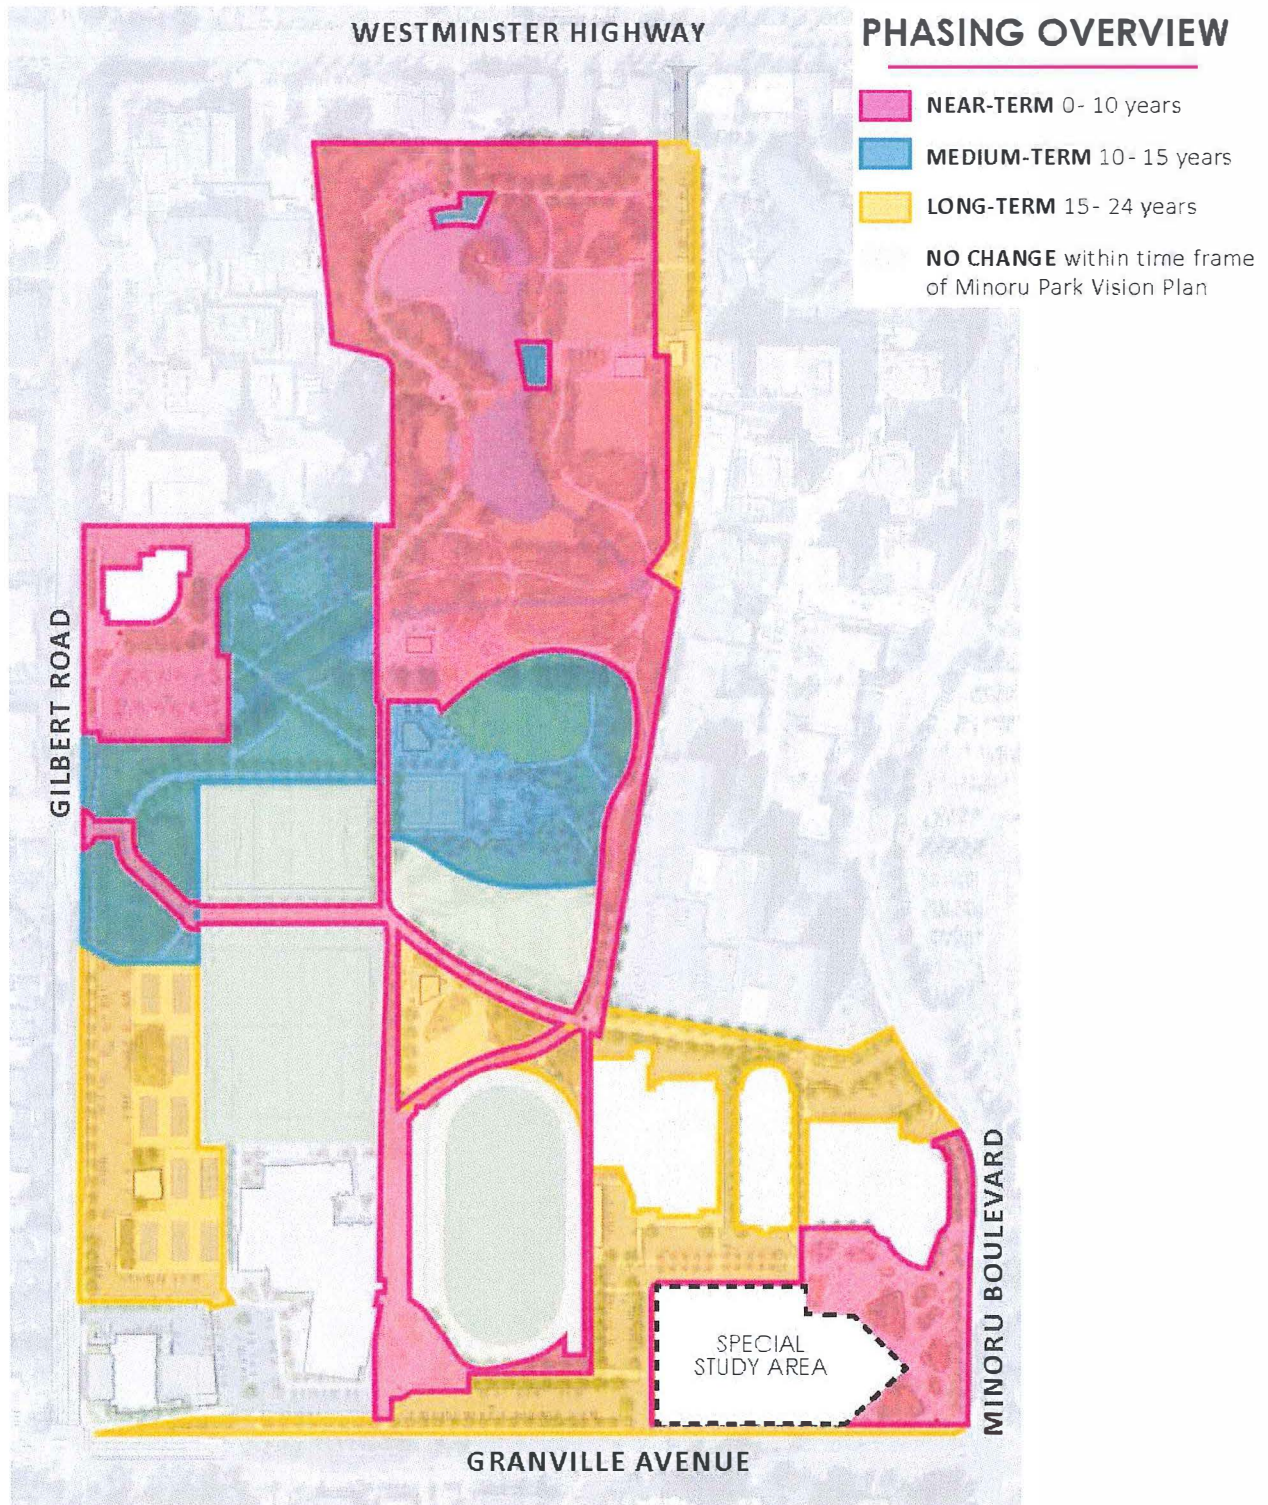 WESTMINSTER HIGHWAY
PHASING OVERVIEW
NEAR-TERM 0- 10 years
MEDIUM-TERM 10- 15 years
LONG-TERM 15- 24 years
NO CHANGE within time frame
of Minoru Park Vision Plan
GILBERT ROAD
MINORU BOULEVARD
SPECIAL
STUDY AREA
GRANVILLE AVENUE